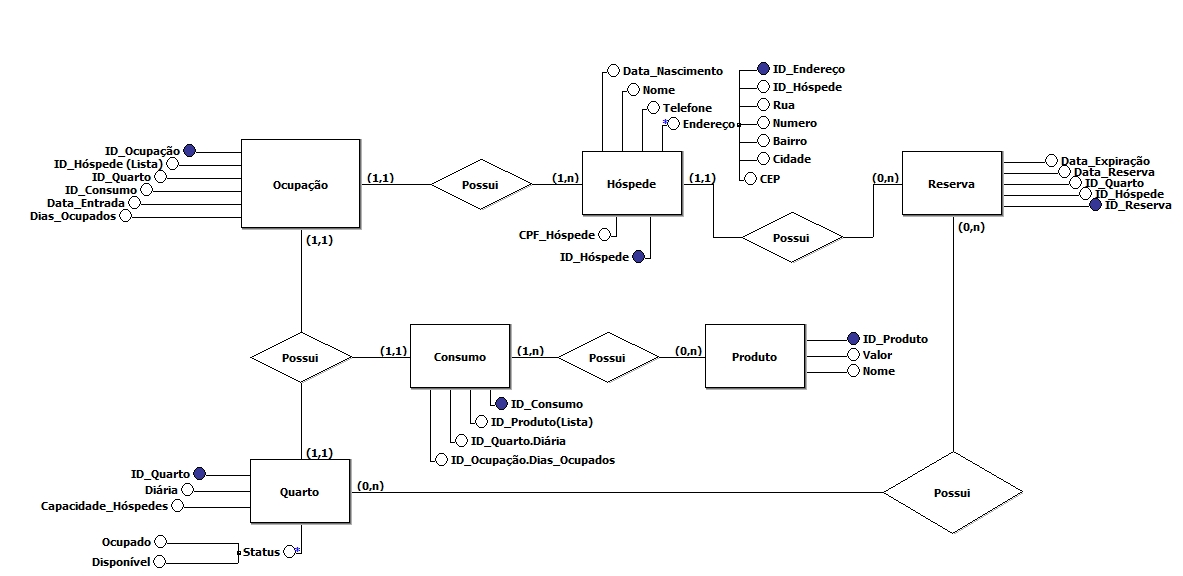 Data_Nascimento
Nome
Telefone
* Endereço
ID_Endereço
ID_Hóspede
Rua
Numero
Bairro
Cidade
CEP
ID_Ocupação
ID_Hóspede (Lista)
ID_Quarto
ID_Consumo
Data_Entrada
Dias_Ocupados
Ocupação
(1,1)
Possui
(1,n)
Hóspede
(1,1)
(0,n)
Reserva
Data_Expiração
Data_Reserva
ID_Quarto
ID_Hóspede
ID_Reserva
CPF_Hóspede
ID_Hóspede
Possui
(1,1)
(0,n)
Possui
(1,1)
Consumo
(1,n)
Possui
(0,n)
Produto
ID_Produto
Valor
Nome
ID_Consumo
ID_Produto(Lista)
ID_Quarto.Diária
ID_Ocupação.Dias_Ocupados
(1,1)
ID_Quarto
Diária
Capacidade_Hóspedes
Quarto
(0,n)
Possui
Status *
Ocupado
Disponível